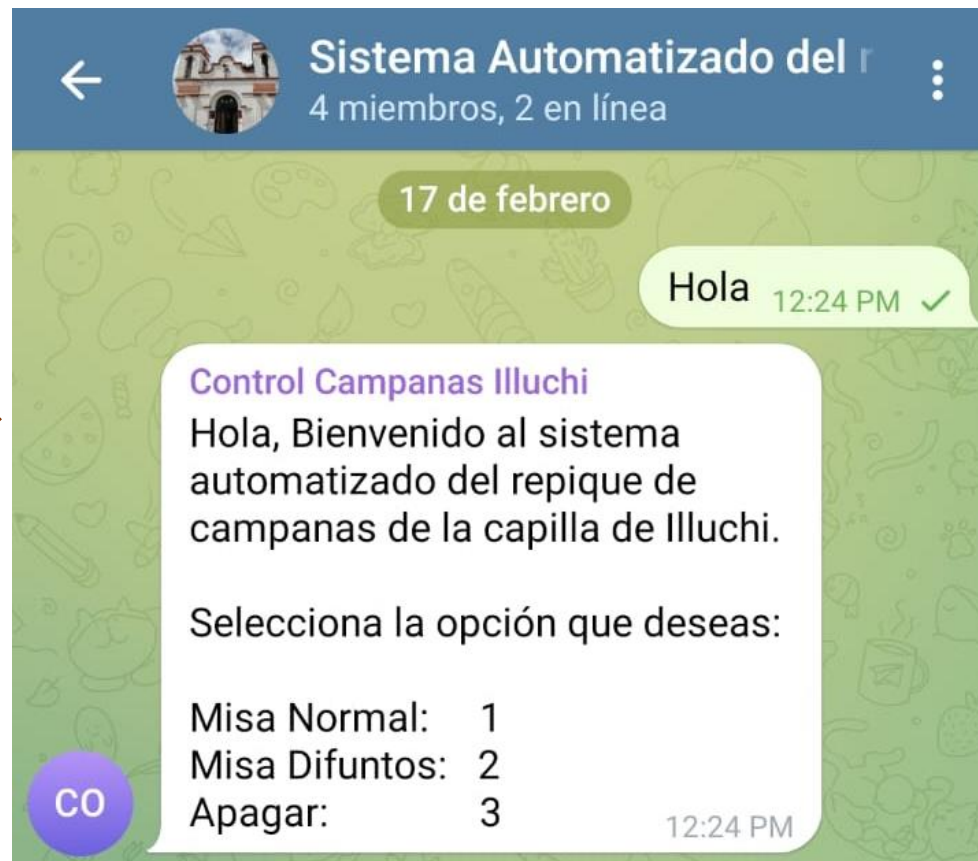 Sistema Automatizado del
4 miembros, 2 en línea
17 de febrero
Hola 12:24 PM
Control Campanas Illuchi
Hola, Bienvenido al sistema
automatizado del repique de
campanas de la capilla de Illuchi.
Selecciona la opción que deseas:
Misa Normal: 1
Misa Difuntos: 2
Apagar: 3
12:24 PM
CO